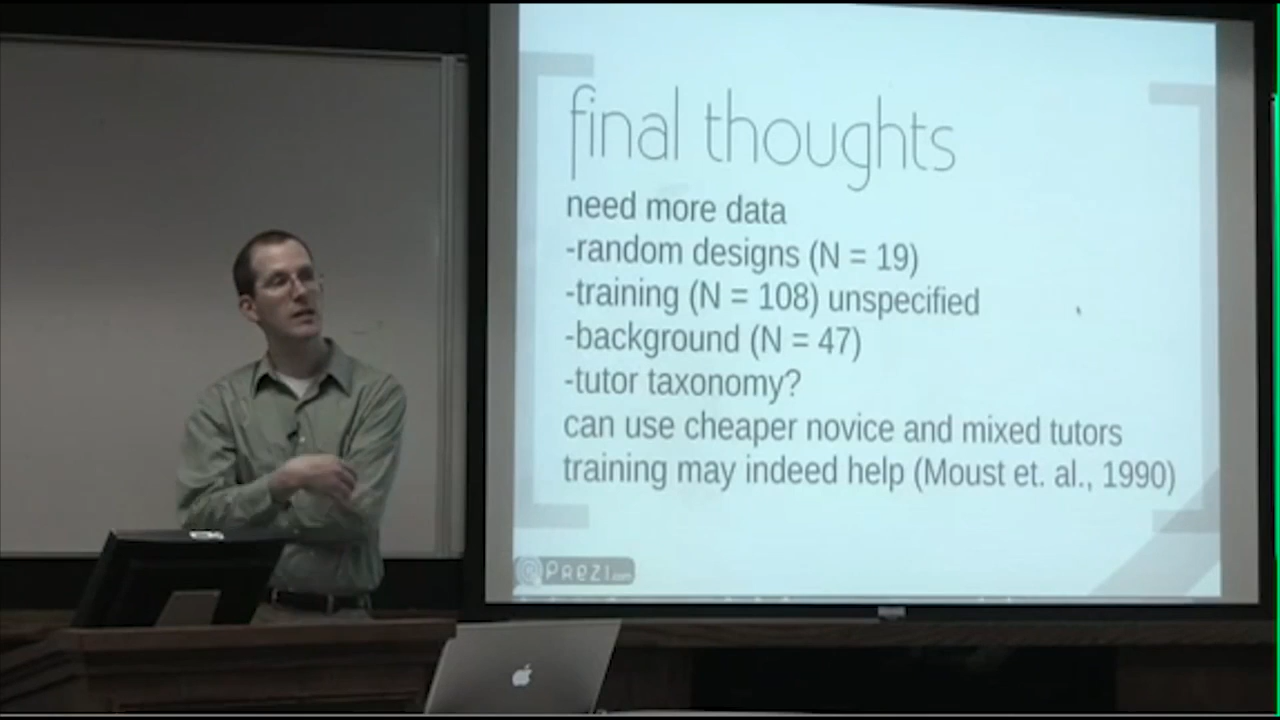 final thoughts
need more data
-random designs (N = 19)
-training (N = 108) unspecified
-background (N = 47)
-tutor taxonomy?
can use cheaper novice and mixed tutors
training may indeed help (Moust et. al., 1990)
Prezi.com